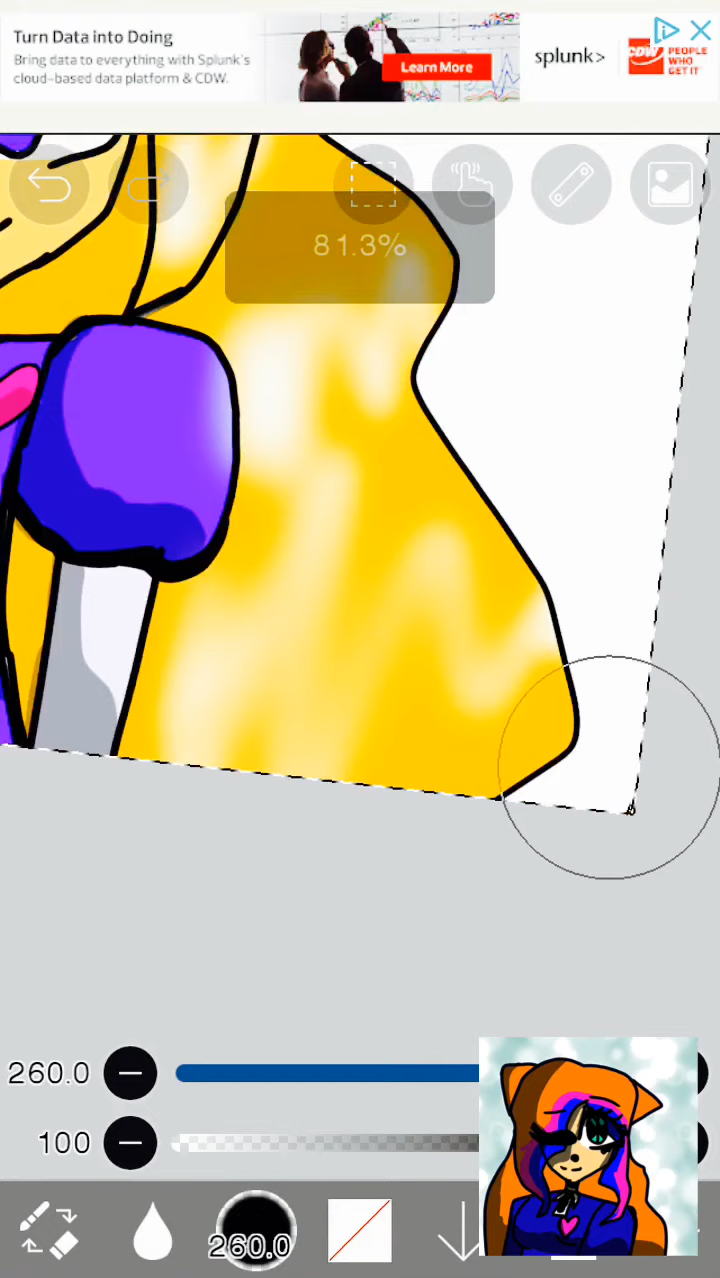 Turn Data into Doing
Bring data to everything with Splunk's
cloud-based data platform & CDW.
Learn More
splunk>
CDW
PEOPLE
WHO
GET IT
81.3%
260.0
100
260.0